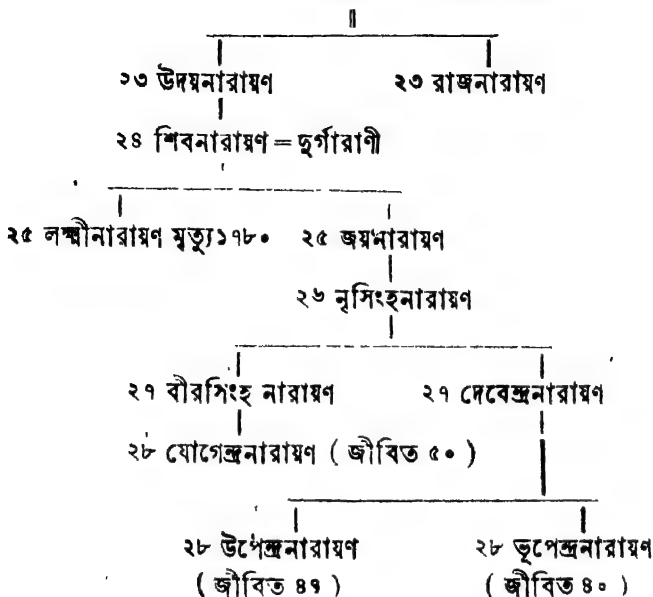 ২৩ উদয়নারায়ণ ২৩ রাজনারায়ণ
২৪ শিবনারায়ণ = দুর্গারাণী
২৫ লক্ষ্মীনারায়ণ মৃত্যু ১৭৮০ ২৫ জয়নারায়ণ
২৬ নৃসিংহনারায়ণ
২৭ বীরসিংহ নারায়ণ ২৭ দেবেন্দ্রনারায়ণ
২৮ যোগেন্দ্রনারায়ণ ( জীবিত ৫০ )
২৮ উপেন্দ্রনারায়ণ ২৮ ভূপেন্দ্রনারায়ণ
( জীবিত ৪৭ ) ( জীবিত ৪০ )